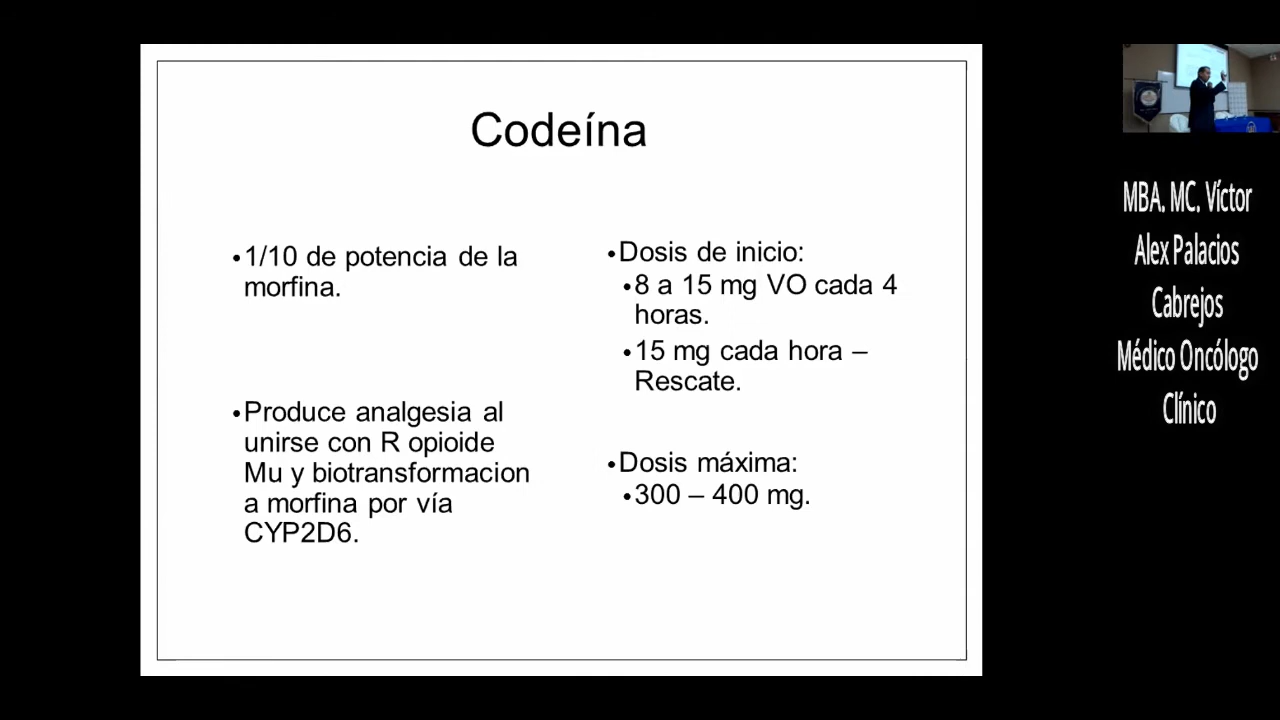 Codeína
•1/10 de potencia de la
morfina.
•Produce analgesia al
unirse con R opioide
Mu y biotransformacion
a morfina por vía
CYP2D6.
•Dosis de inicio:
•8 a 15 mg VO cada 4
horas.
•15 mg cada hora –
Rescate.
•Dosis máxima:
•300 – 400 mg.
MBA. MC. Víctor
Alex Palacios
Cabrejos
Médico Oncólogo
Clínico